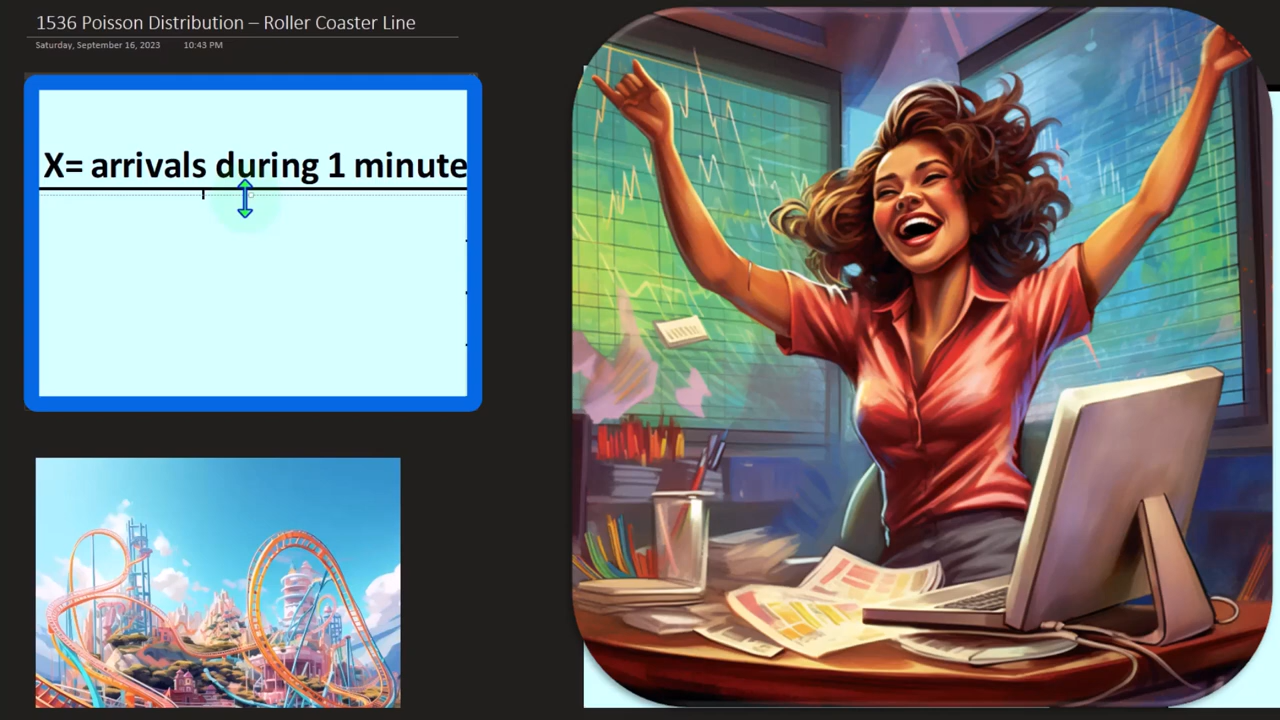 1536 Poisson Distribution – Roller Coaster Line
Saturday, September 16, 2023 10:43 PM
X= arrivals during 1 minute